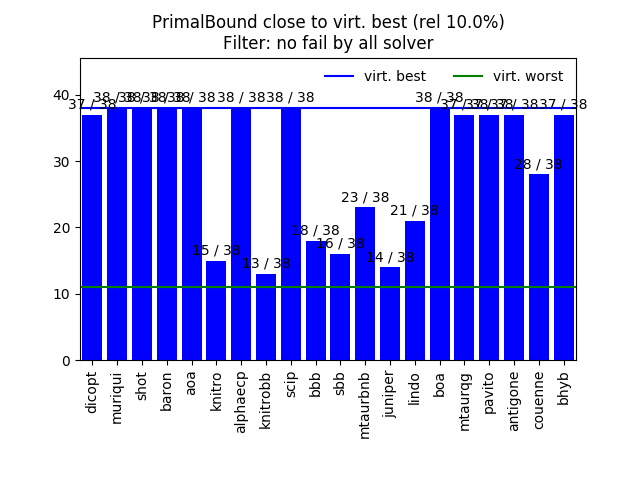 PrimalBound close to virt. best (rel 10.0%)
Filter: no fail by all solver
virt. best
virt. worst
40
30
20
10
0
37 / 38
38 / 38
38 / 38
38 / 38
38 / 38
15 / 38
38 / 38
13 / 38
38 / 38
18 / 38
16 / 38
23 / 38
14 / 38
21 / 38
38 / 38
37 / 38
37 / 38
37 / 38
28 / 38
37 / 38
dicopt
muriqui
shot
baron
aoa
knitro
alphaecp
knitrobb
scip
bbb
sbb
mtaurbnb
juniper
lindo
boa
mtaurqg
pavito
antigone
couenne
bhyb